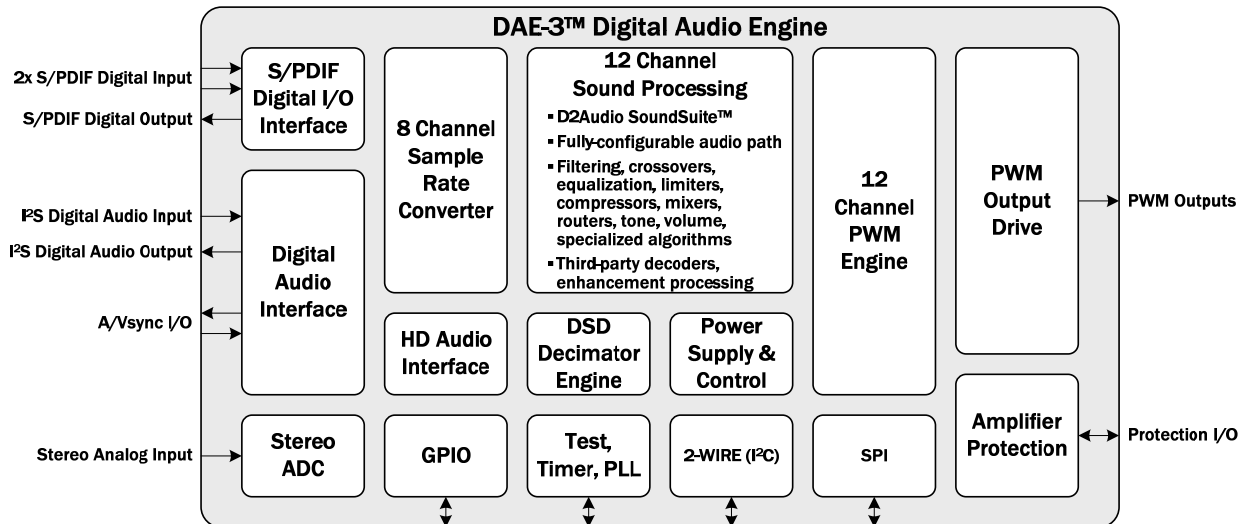 DAE-3™ Digital Audio Engine
2x S/PDIF Digital Input
S/PDIF Digital Output
I²S Digital Audio Input
I²S Digital Audio Output
A/Vsync I/O
Stereo Analog Input
S/PDIF
Digital I/O
Interface
Digital
Audio
Interface
Stereo
ADC
8 Channel
Sample
Rate
Converter
HD Audio
Interface
GPIO
12 Channel
Sound Processing
▪ D2Audio SoundSuite™
▪ Fully-configurable audio path
▪ Filtering, crossovers,
equalization, limiters,
compressors, mixers,
routers, tone, volume,
specialized algorithms
▪ Third-party decoders,
enhancement processing
DSD
Decimator
Engine
Power
Supply &
Control
Test,
Timer, PLL
2-WIRE (I²C)
12
Channel
PWM
Engine
SPI
PWM
Output
Drive
Amplifier
Protection
PWM Outputs
Protection I/O